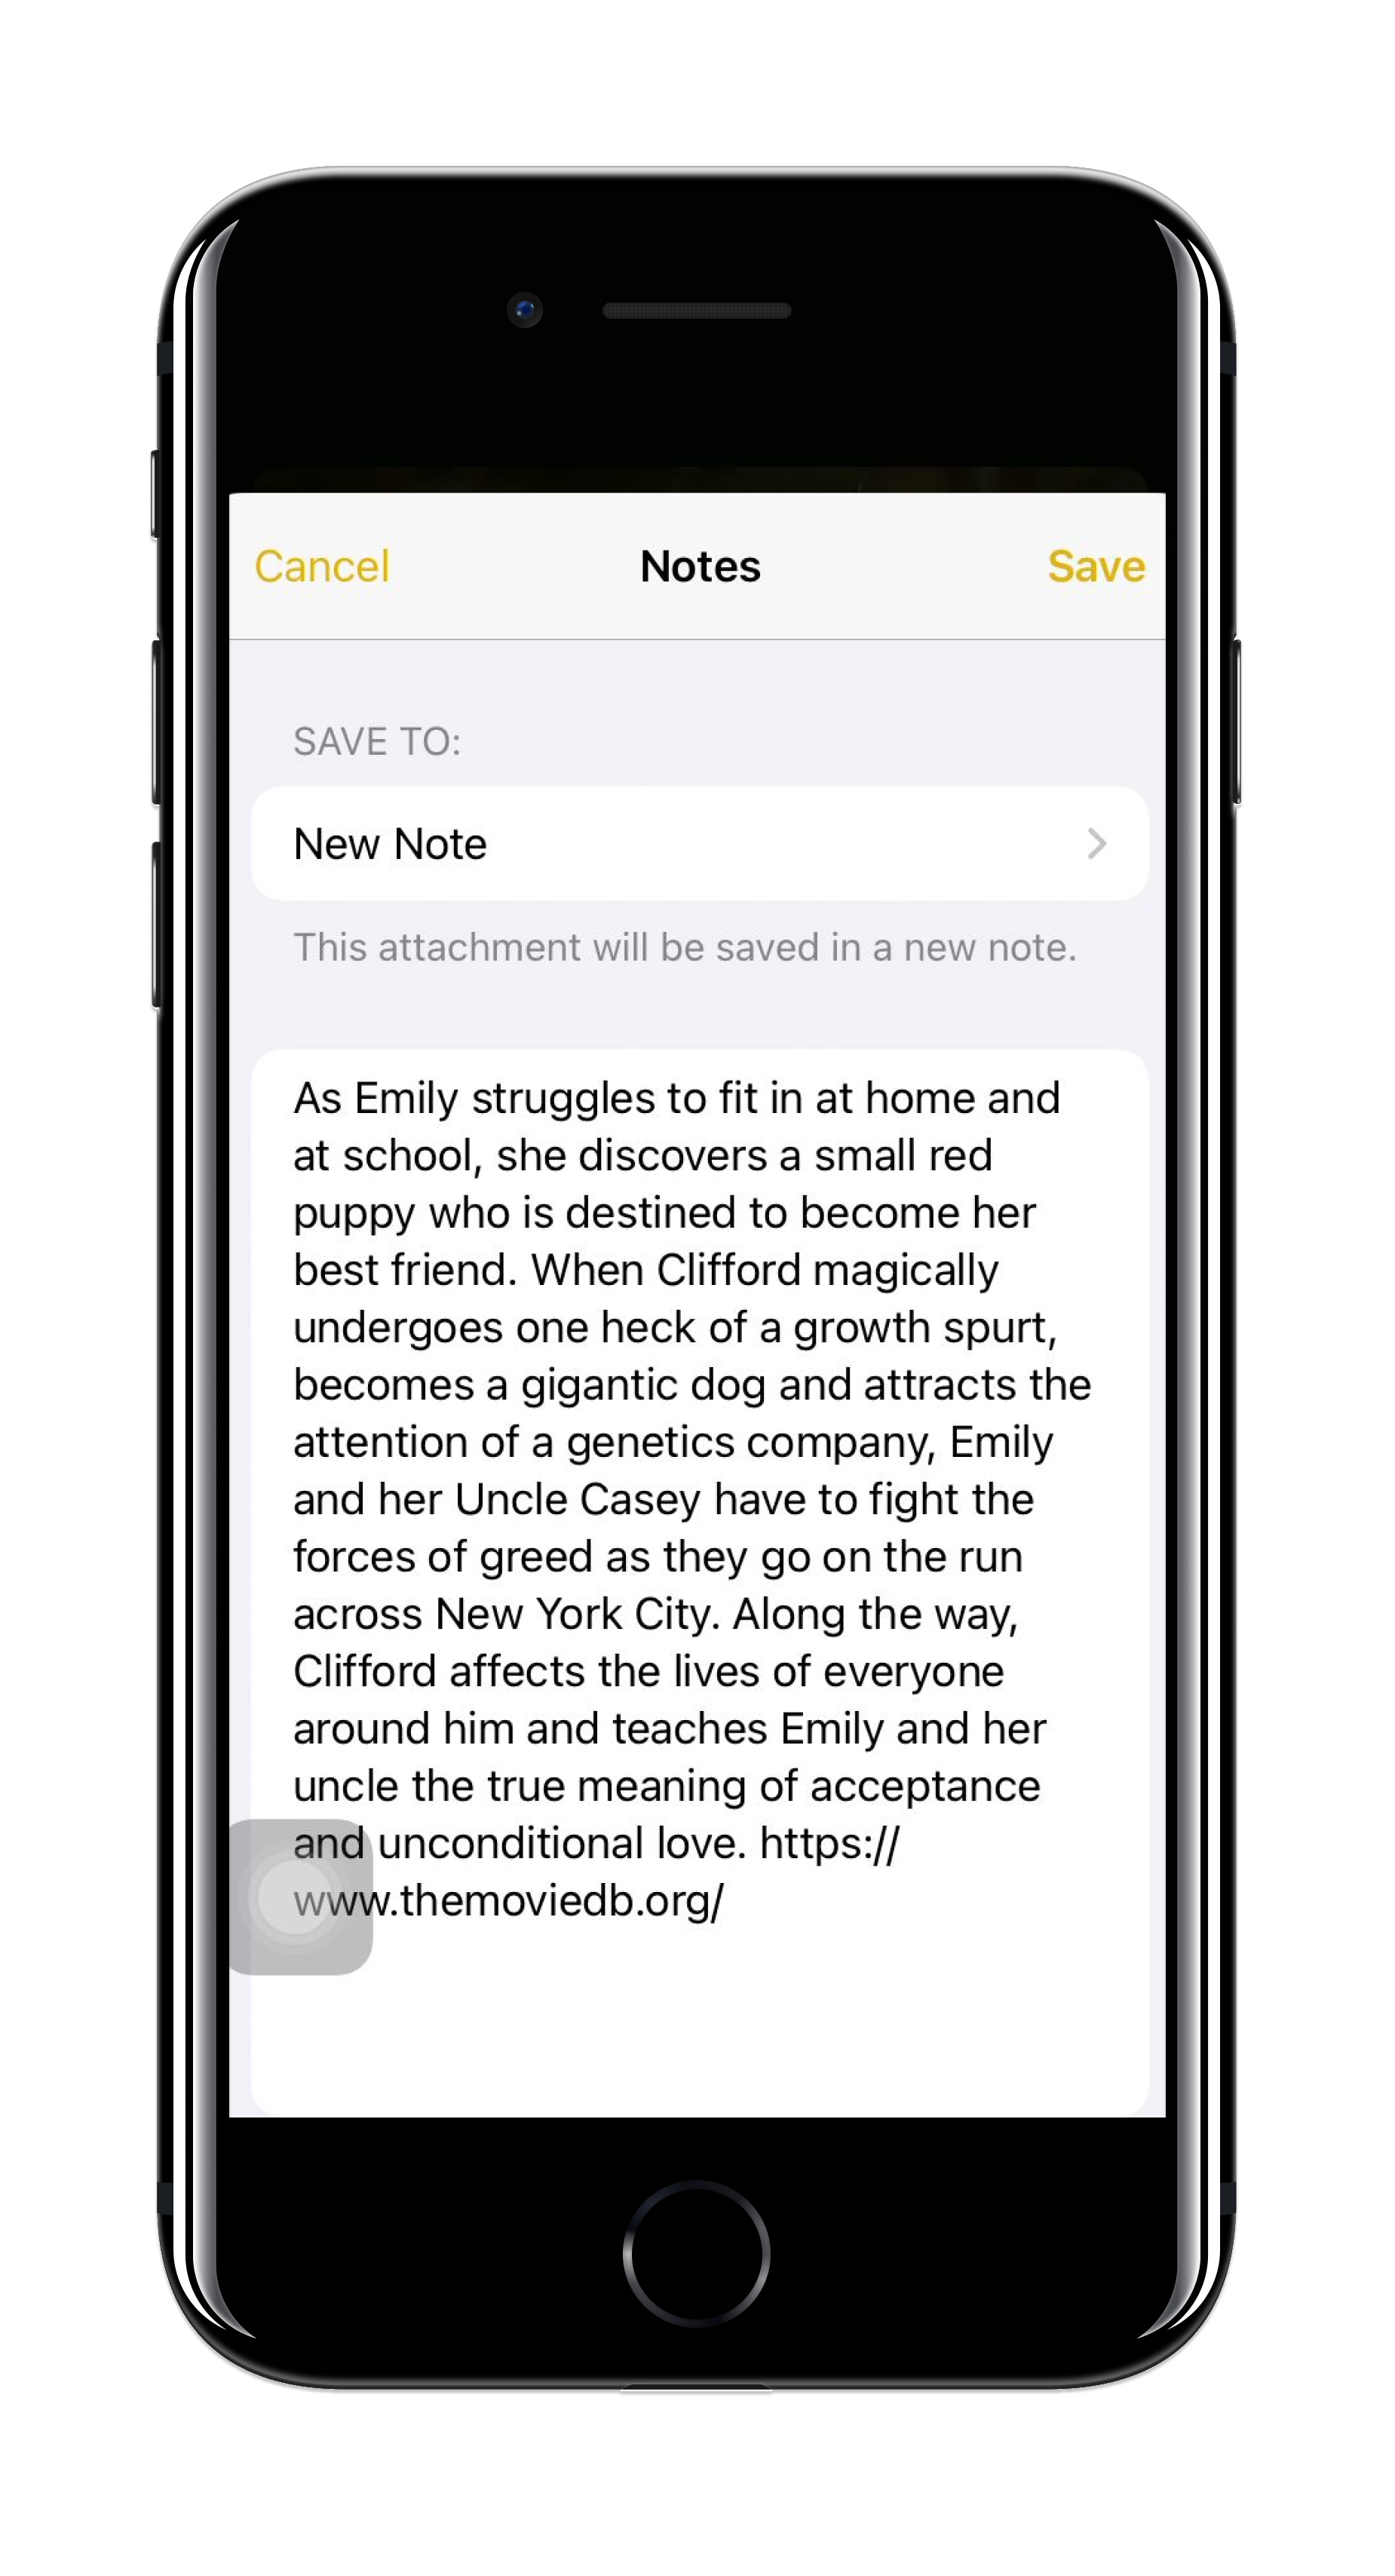 Cancel Notes Save
SAVE TO:
New Note
This attachment will be saved in a new note.
As Emily struggles to fit in at home and
at school, she discovers a small red
puppy who is destined to become her
best friend. When Clifford magically
undergoes one heck of a growth spurt,
becomes a gigantic dog and attracts the
attention of a genetics company, Emily
and her Uncle Casey have to fight the
forces of greed as they go on the run
across New York City. Along the way,
Clifford affects the lives of everyone
around him and teaches Emily and her
uncle the true meaning of acceptance
and unconditional love. https://
www.themoviedb.org/